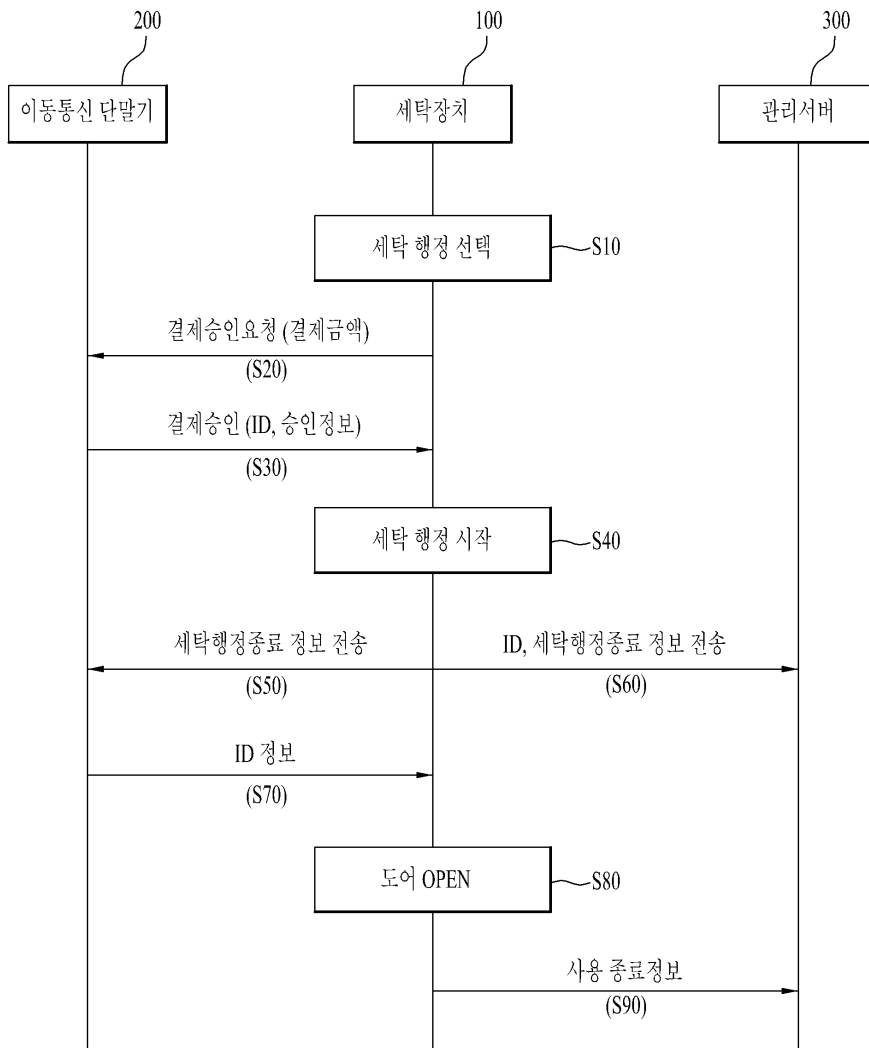 200
100
300
이동통신 단말기
세탁장치
관리서버
세탁 행정 선택
S10
결제승인요청 (결제금액)
(S20)
결제승인 (ID, 승인정보)
(S30)
세탁 행정 시작
S40
세탁행정종료 정보 전송
ID, 세탁행정종료 정보 전송
(S50)
(S60)
ID 정보
(S70)
도어 OPEN
S80
사용 종료정보
(S90)